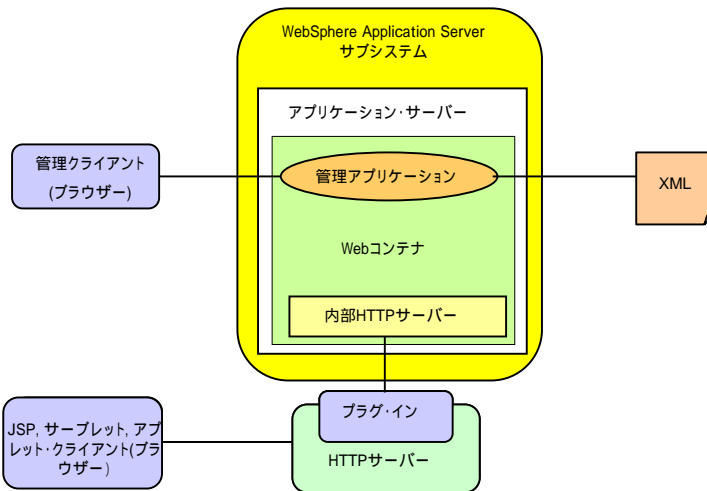 WebSphere Application Server
サブシステム
アプリケーション・サーバー
管理クライアント
(ブラウザー)
管理アプリケーション
XML
Webコンテナ
内部HTTPサーバー
プラグ・イン
JSP, サーブレット, アプ
レット・クライアント(ブラ
ウザー)
HTTPサーバー